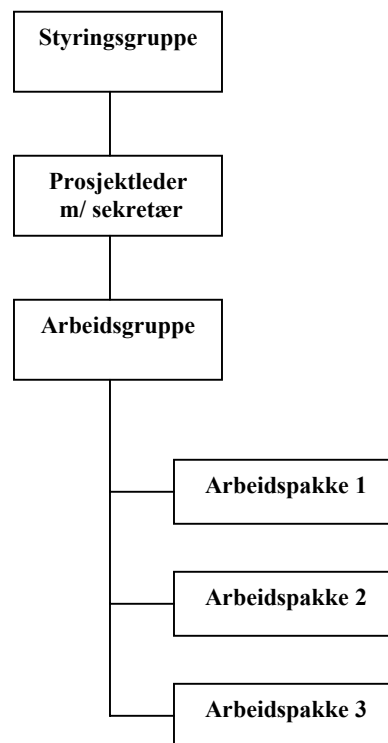 Styringsgruppe
Prosjektleder
m/ sekretær
Arbeidsgruppe
Arbeidspakke 1
Arbeidspakke 2
Arbeidspakke 3